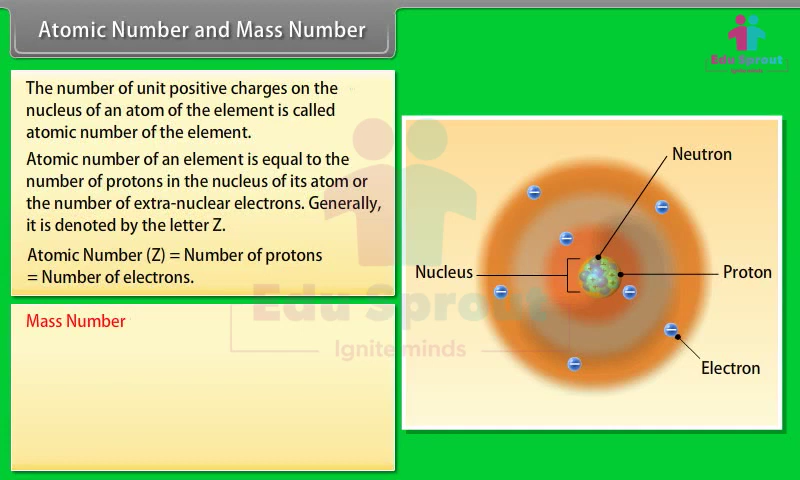 Atomic Number and Mass Number
Edu Sprout
Ignite minds
The number of unit positive charges on the
nucleus of an atom of the element is called
atomic number of the element.
Atomic number of an element is equal to the
number of protons in the nucleus of its atom or
the number of extra-nuclear electrons. Generally,
it is denoted by the letter Z.
Atomic Number (Z) = Number of protons
= Number of electrons.
Mass Number
Edu Sprout
Ignite minds
Neutron
Nucleus
Proton
Electron